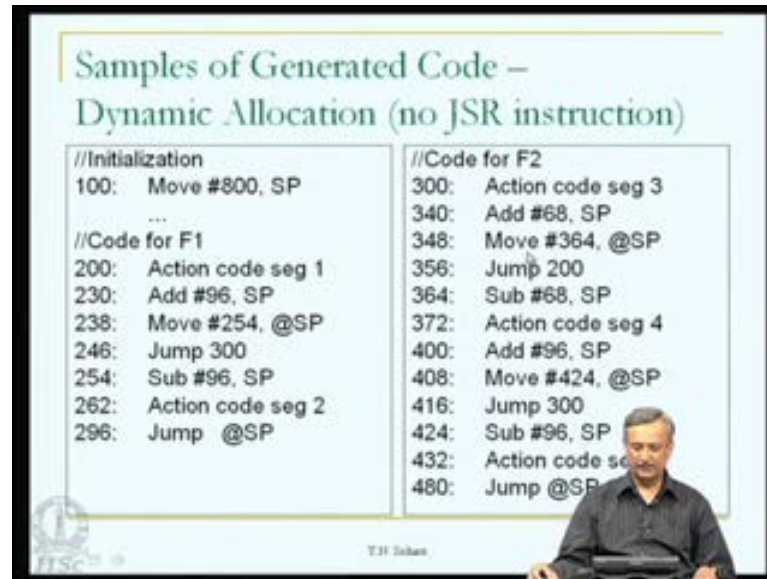 Samples of Generated Code –
Dynamic Allocation (no JSR instruction)
//Initialization
100: Move #800, SP
...
//Code for F1
200: Action code seg 1
230: Add #96, SP
238: Move #254, @SP
246: Jump 300
254: Sub #96, SP
262: Action code seg 2
296: Jump @SP
//Code for F2
300: Action code seg 3
340: Add #68, SP
348: Move #364, @SP
356: Jump 200
364: Sub #68, SP
372: Action code seg 4
400: Add #96, SP
408: Move #424, @SP
416: Jump 300
424: Sub #96, SP
432: Action code
480: Jump @SP
Y.N. Srikant
IISc